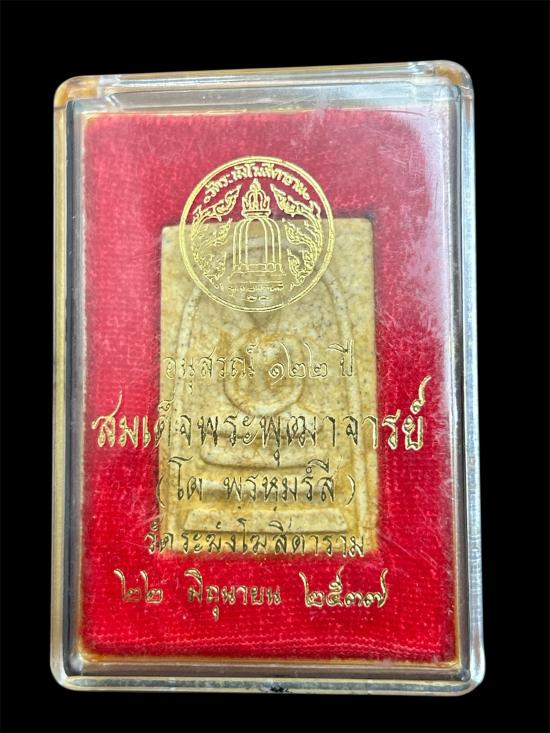 วัดระฆังโฆสิตาราม
อนุสรณ์ ๑๒๒ ปี
สมเด็จพระพุฒาจารย์
(โต พฺรหฺมรํสี)
วัดระฆังโฆสิตาราม
๒๒ มิถุนายน ๒๕๓๗